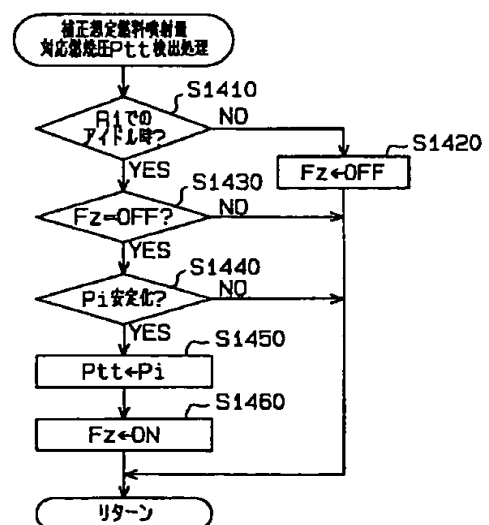 補正想定燃料噴射量
対応燃焼圧Ptt検出処理
S1410
Riでの
アイドル時?
NO
YES
S1420
Fz←OFF
S1430
Fz=OFF?
NO
YES
S1440
Pi安定化?
NO
YES
S1450
Ptt←Pi
S1460
Fz←ON
リターン